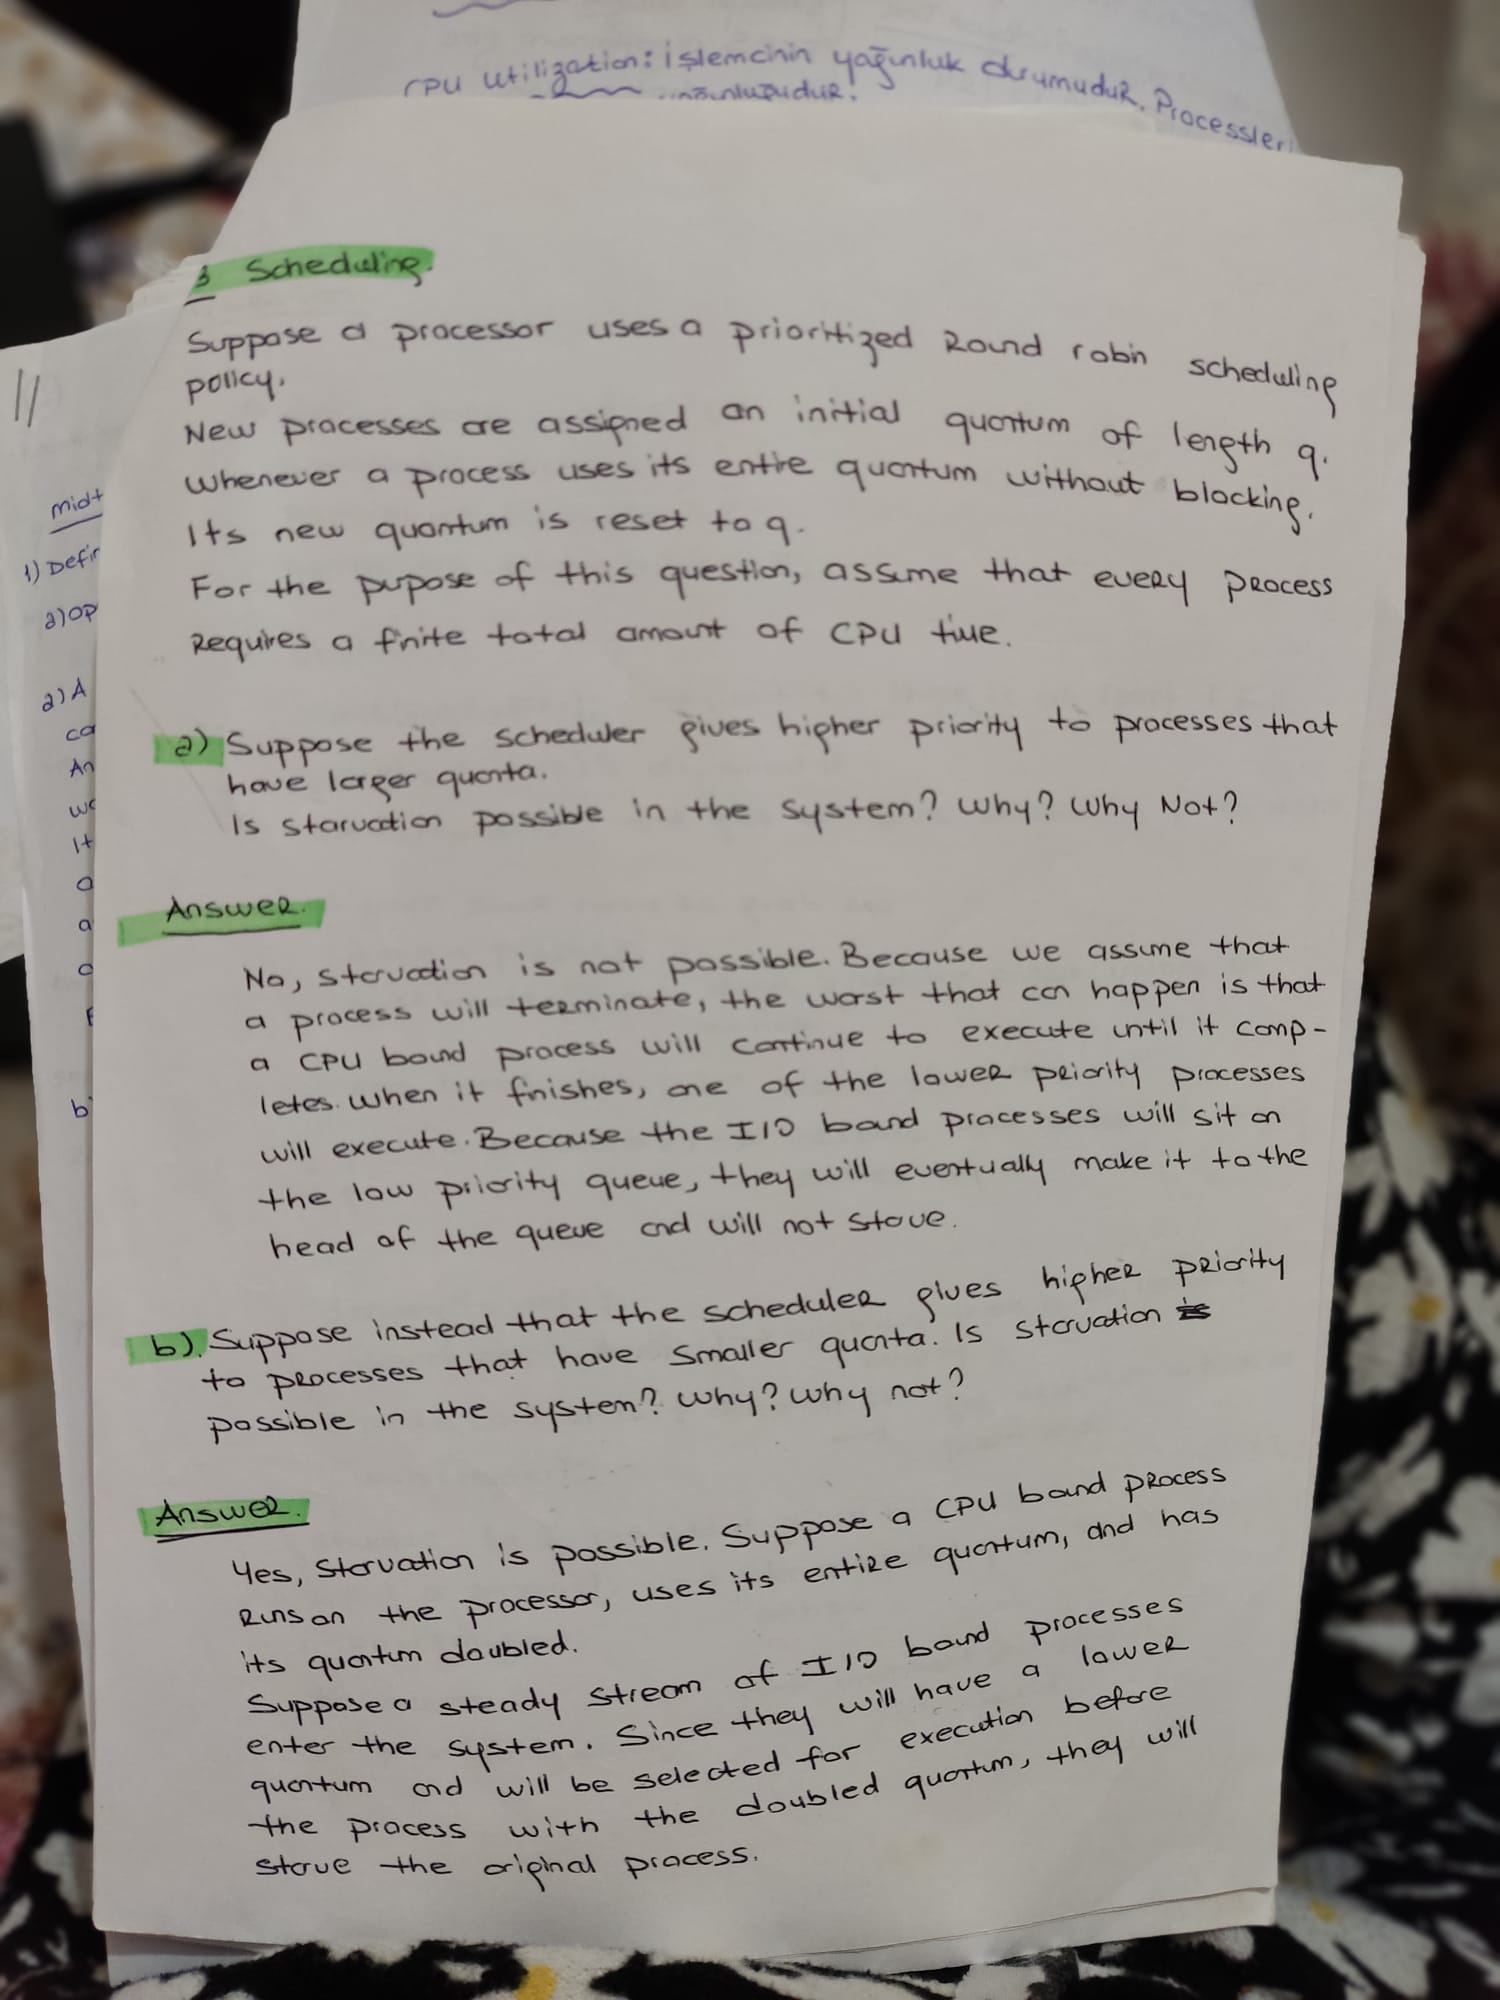 CPU utilization: işlemcinin yoğunluk durumudur. Processleri
3 Scheduling.
Suppose a processor uses a prioritized Round robin scheduling
policy.
New processes are assigned an initial quantum of length q.
Whenever a process uses its entire quantum without blocking.
Its new quantum is reset to q.
For the pupose of this question, assume that every process
Requires a finite total amount of CPU time.
a) Suppose the scheduler gives higher priority to processes that
have larger quanta.
Is starvation possible in the system? Why? Why Not?
Answer.
No, starvation is not possible. Because we assume that
a process will terminate, the worst that can happen is that
a CPU bound process will continue to execute until it comp-
letes. When it finishes, one of the lower priority processes
will execute. Because the I/O bound processes will sit on
the low priority queue, they will eventually make it to the
head of the queue and will not stave.
b). Suppose instead that the scheduler gives higher priority
to processes that have smaller quanta. Is starvation
possible in the system? Why? Why not?
Answer.
Yes, starvation is possible. Suppose a CPU bound process
Runs on the processor, uses its entire quantum, and has
its quantum doubled.
Suppose a steady stream of I/O bound processes
enter the system. Since they will have a lower
quantum and will be selected for execution before
the process with the doubled quantum, they will
starve the original process.
11
midt
1) Defin
a) op
2) A
ca
An
wo
It
a
a
a
b)